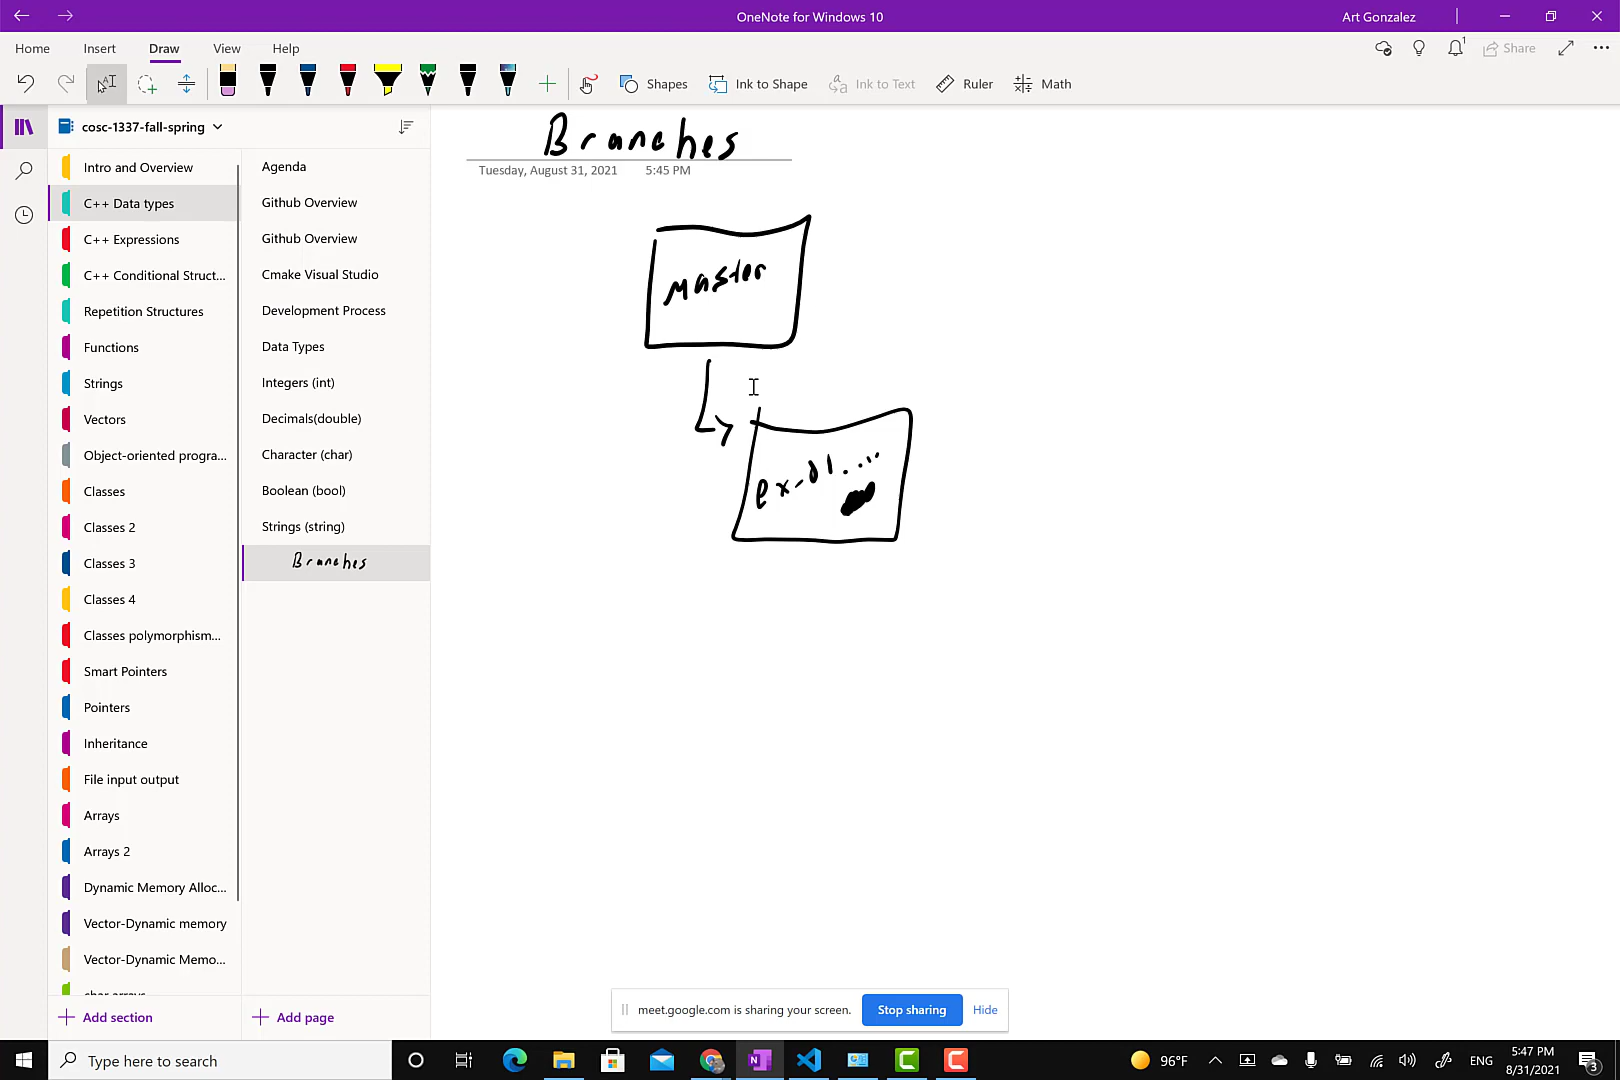 OneNote for Windows 10
Art Gonzalez
Home Insert Draw View Help
1
Share
Shapes Ink to Shape Ink to Text Ruler Math
cosc-1337-fall-spring
Intro and Overview
C++ Data types
C++ Expressions
C++ Conditional Struct...
Repetition Structures
Functions
Strings
Vectors
Object-oriented progra...
Classes
Classes 2
Classes 3
Classes 4
Classes polymorphism...
Smart Pointers
Pointers
Inheritance
File input output
Arrays
Arrays 2
Dynamic Memory Alloc...
Vector-Dynamic memory
Vector-Dynamic Memo...
char arrays
Add section
Agenda
Github Overview
Github Overview
Cmake Visual Studio
Development Process
Data Types
Integers (int)
Decimals(double)
Character (char)
Boolean (bool)
Strings (string)
Branches
Add page
Branches
Tuesday, August 31, 2021 5:45 PM
master
ex-01....
meet.google.com is sharing your screen. Stop sharing Hide
Type here to search
96°F
ENG
5:47 PM
8/31/2021
3